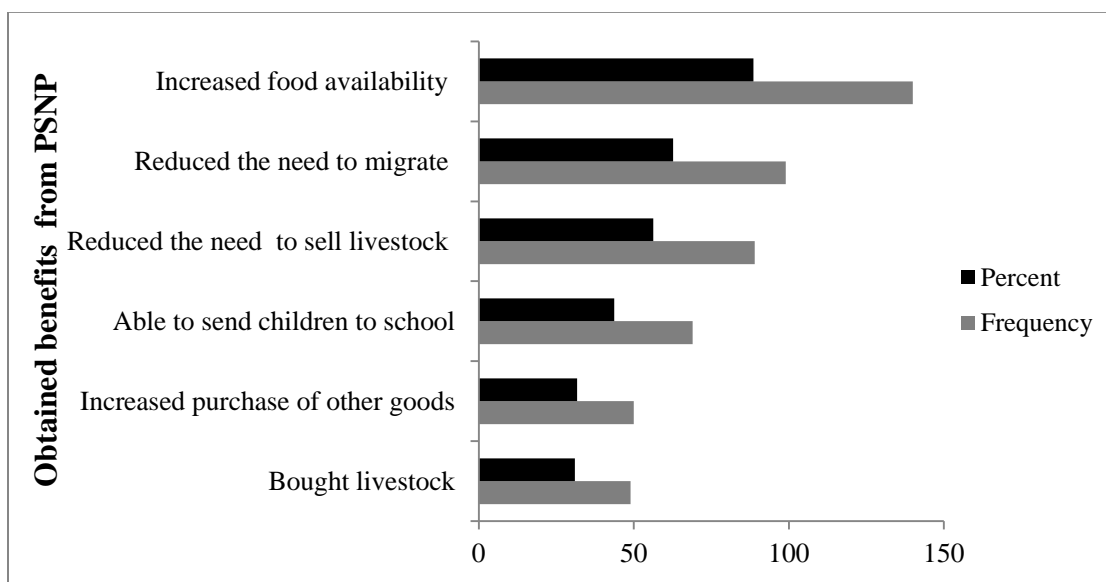 Obtained benefits from PSNP
Increased food availability
Reduced the need to migrate
Reduced the need to sell livestock
Able to send children to school
Increased purchase of other goods
Bought livestock
Percent
Frequency
0 50 100 150